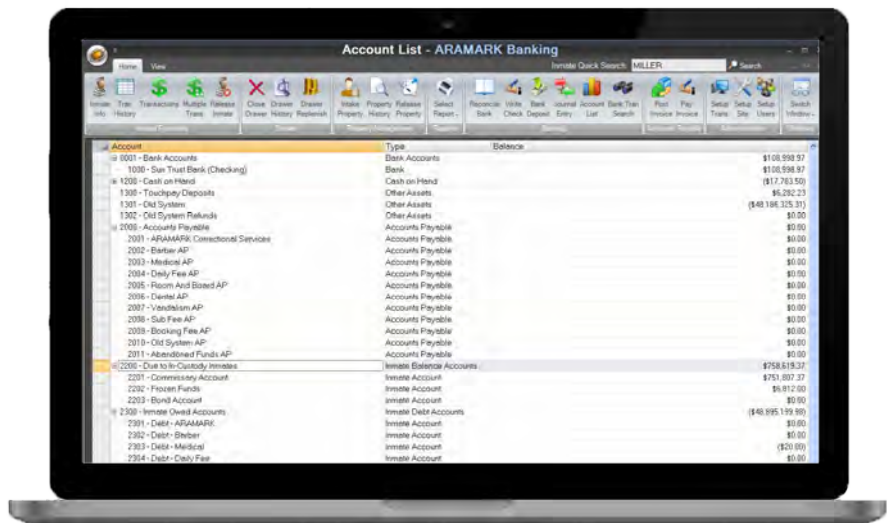 Account List - ARAMARK Banking
Home View Inmate Quick Search: MILLER Search
Inmate Info Tran History Transactions Multiple Trans Release Inmate Close Drawer Drawer History Drawer Replenish Intake Property Property History Release Property Select Report Reconcile Bank Write Check Bank Deposit Journal Entry Account List Bank Tran Search Post Invoice Pay Invoice Setup Trans Setup Site Setup Users Switch Window
Account Type Balance
0001 - Bank Accounts Bank Accounts $108,998.97
1000 - Sun Trust Bank (Checking) Bank $108,998.97
1200 - Cash on Hand Cash on Hand ($17,783.50)
1300 - Touchpay Deposits Other Assets $6,282.23
1301 - Old System Other Assets ($48,186,325.31)
1302 - Old System Refunds Other Assets $0.00
2000 - Accounts Payable Accounts Payable $0.00
2001 - ARAMARK Correctional Services Accounts Payable $0.00
2002 - Barber AP Accounts Payable $0.00
2003 - Medical AP Accounts Payable $0.00
2004 - Daily Fee AP Accounts Payable $0.00
2005 - Room And Board AP Accounts Payable $0.00
2006 - Dental AP Accounts Payable $0.00
2007 - Vandalism AP Accounts Payable $0.00
2008 - Sub Fee AP Accounts Payable $0.00
2009 - Booking Fee AP Accounts Payable $0.00
2010 - Old System AP Accounts Payable $0.00
2011 - Abandoned Funds AP Accounts Payable $0.00
2200 - Due to In-Custody Inmates Inmate Balance Accounts $758,619.37
2201 - Commissary Account Inmate Account $751,807.37
2202 - Frozen Funds Inmate Account $6,812.00
2203 - Bond Account Inmate Account $0.00
2300 - Inmate Owed Accounts Inmate Debt Accounts ($48,895,199.98)
2301 - Debt - ARAMARK Inmate Account $0.00
2302 - Debt - Barber Inmate Account $0.00
2303 - Debt - Medical Inmate Account ($20.00)
2304 - Debt - Daily Fee Inmate Account $0.00